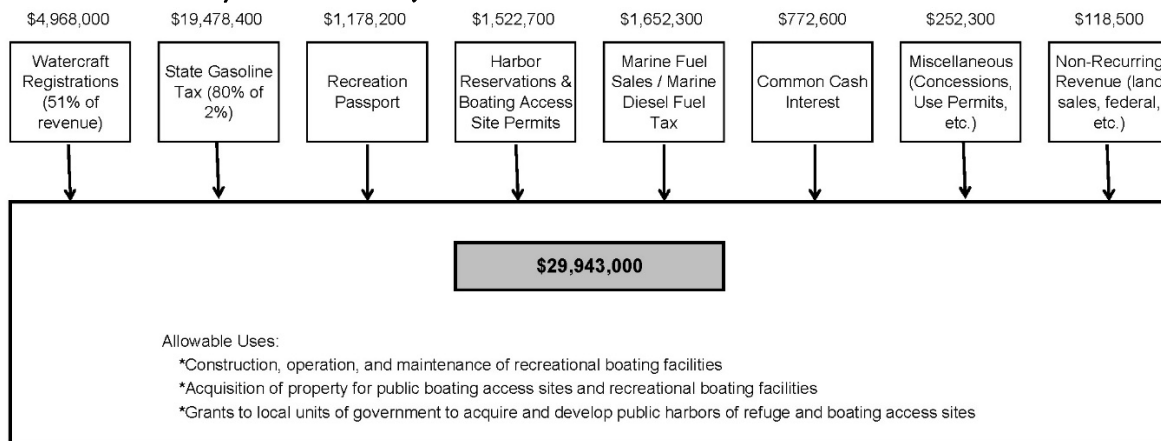 $4,968,000 $19,478,400 $1,178,200 $1,522,700 $1,652,300 $772,600 $252,300 $118,500
Watercraft
Registrations
(51% of
revenue)
State Gasoline
Tax (80% of
2%)
Recreation
Passport
Harbor
Reservations &
Boating Access
Site Permits
Marine Fuel
Sales / Marine
Diesel Fuel
Tax
Common Cash
Interest
Miscellaneous
(Concessions,
Use Permits,
etc.)
Non-Recurring
Revenue (land
sales, federal,
etc.)
$29,943,000
Allowable Uses:
*Construction, operation, and maintenance of recreational boating facilities
*Acquisition of property for public boating access sites and recreational boating facilities
*Grants to local units of government to acquire and develop public harbors of refuge and boating access sites